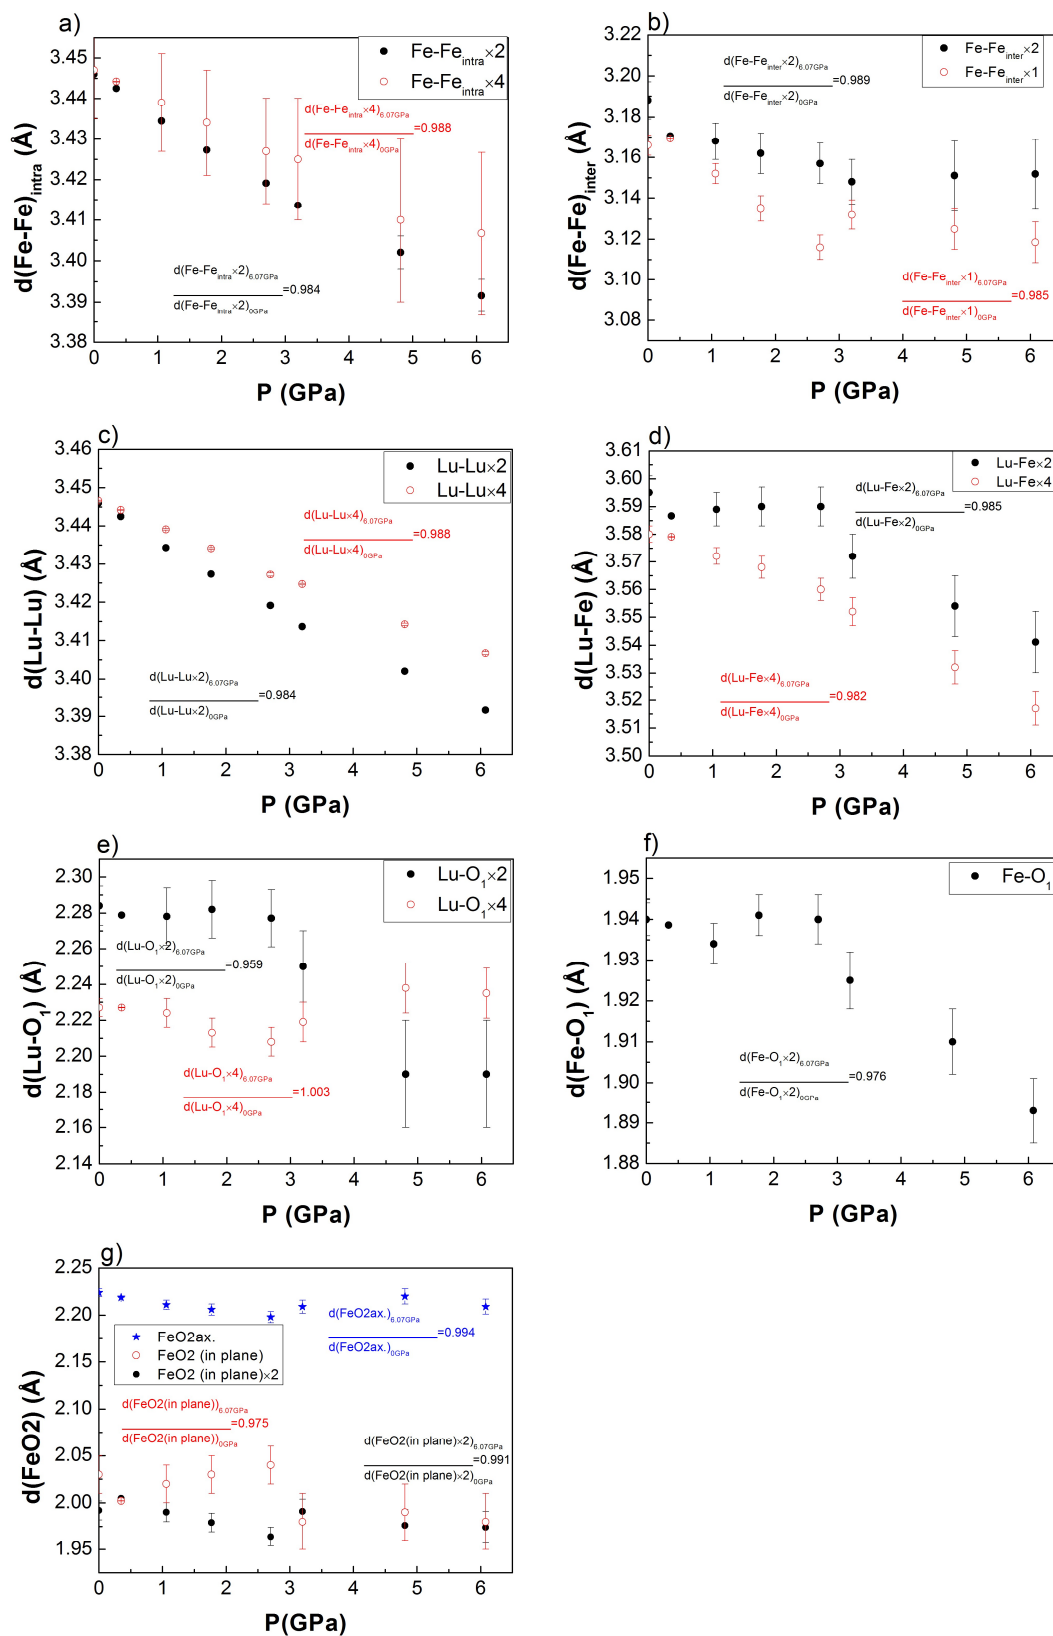 a)
3.45
3.44
3.43
3.42
3.41
3.40
3.39
3.38
d(Fe-Fe)intra (Å)
Fe-Feintra×2
Fe-Feintra×4
d(Fe-Feintra×4)6.07GPa
=0.988
d(Fe-Feintra×4)0GPa
d(Fe-Feintra×2)6.07GPa
=0.984
d(Fe-Feintra×2)0GPa
0 1 2 3 4 5 6
P (GPa)
b)
3.22
3.20
3.18
3.16
3.14
3.12
3.10
3.08
d(Fe-Fe)inter (Å)
Fe-Feinter×2
Fe-Feinter×1
d(Fe-Feinter×2)6.07GPa
=0.989
d(Fe-Feinter×2)0GPa
d(Fe-Feinter×1)6.07GPa
=0.985
d(Fe-Feinter×1)0GPa
0 1 2 3 4 5 6
P (GPa)
c)
3.46
3.45
3.44
3.43
3.42
3.41
3.40
3.39
3.38
d(Lu-Lu) (Å)
Lu-Lu×2
Lu-Lu×4
d(Lu-Lu×4)6.07GPa
=0.988
d(Lu-Lu×4)0GPa
d(Lu-Lu×2)6.07GPa
=0.984
d(Lu-Lu×2)0GPa
0 1 2 3 4 5 6
P (GPa)
d)
3.61
3.60
3.59
3.58
3.57
3.56
3.55
3.54
3.53
3.52
3.51
3.50
d(Lu-Fe) (Å)
Lu-Fe×2
Lu-Fe×4
d(Lu-Fe×2)6.07GPa
=0.985
d(Lu-Fe×2)0GPa
d(Lu-Fe×4)6.07GPa
=0.982
d(Lu-Fe×4)0GPa
0 1 2 3 4 5 6
P (GPa)
e)
2.30
2.28
2.26
2.24
2.22
2.20
2.18
2.16
2.14
d(Lu-O1) (Å)
Lu-O1×2
Lu-O1×4
d(Lu-O1×2)6.07GPa
=0.959
d(Lu-O1×2)0GPa
d(Lu-O1×4)6.07GPa
=1.003
d(Lu-O1×4)0GPa
0 1 2 3 4 5 6
P (GPa)
f)
1.95
1.94
1.93
1.92
1.91
1.90
1.89
1.88
d(Fe-O1) (Å)
Fe-O1
d(Fe-O1×2)6.07GPa
=0.976
d(Fe-O1×2)0GPa
0 1 2 3 4 5 6
P (GPa)
g)
2.25
2.20
2.15
2.10
2.05
2.00
1.95
d(FeO2) (Å)
FeO2ax.
FeO2 (in plane)
FeO2 (in plane)×2
d(FeO2ax.)6.07GPa
=0.994
d(FeO2ax.)0GPa
d(FeO2(in plane))6.07GPa
=0.975
d(FeO2(in plane))0GPa
d(FeO2(in plane)×2)6.07GPa
=0.991
d(FeO2(in plane)×2)0GPa
0 1 2 3 4 5 6
P(GPa)